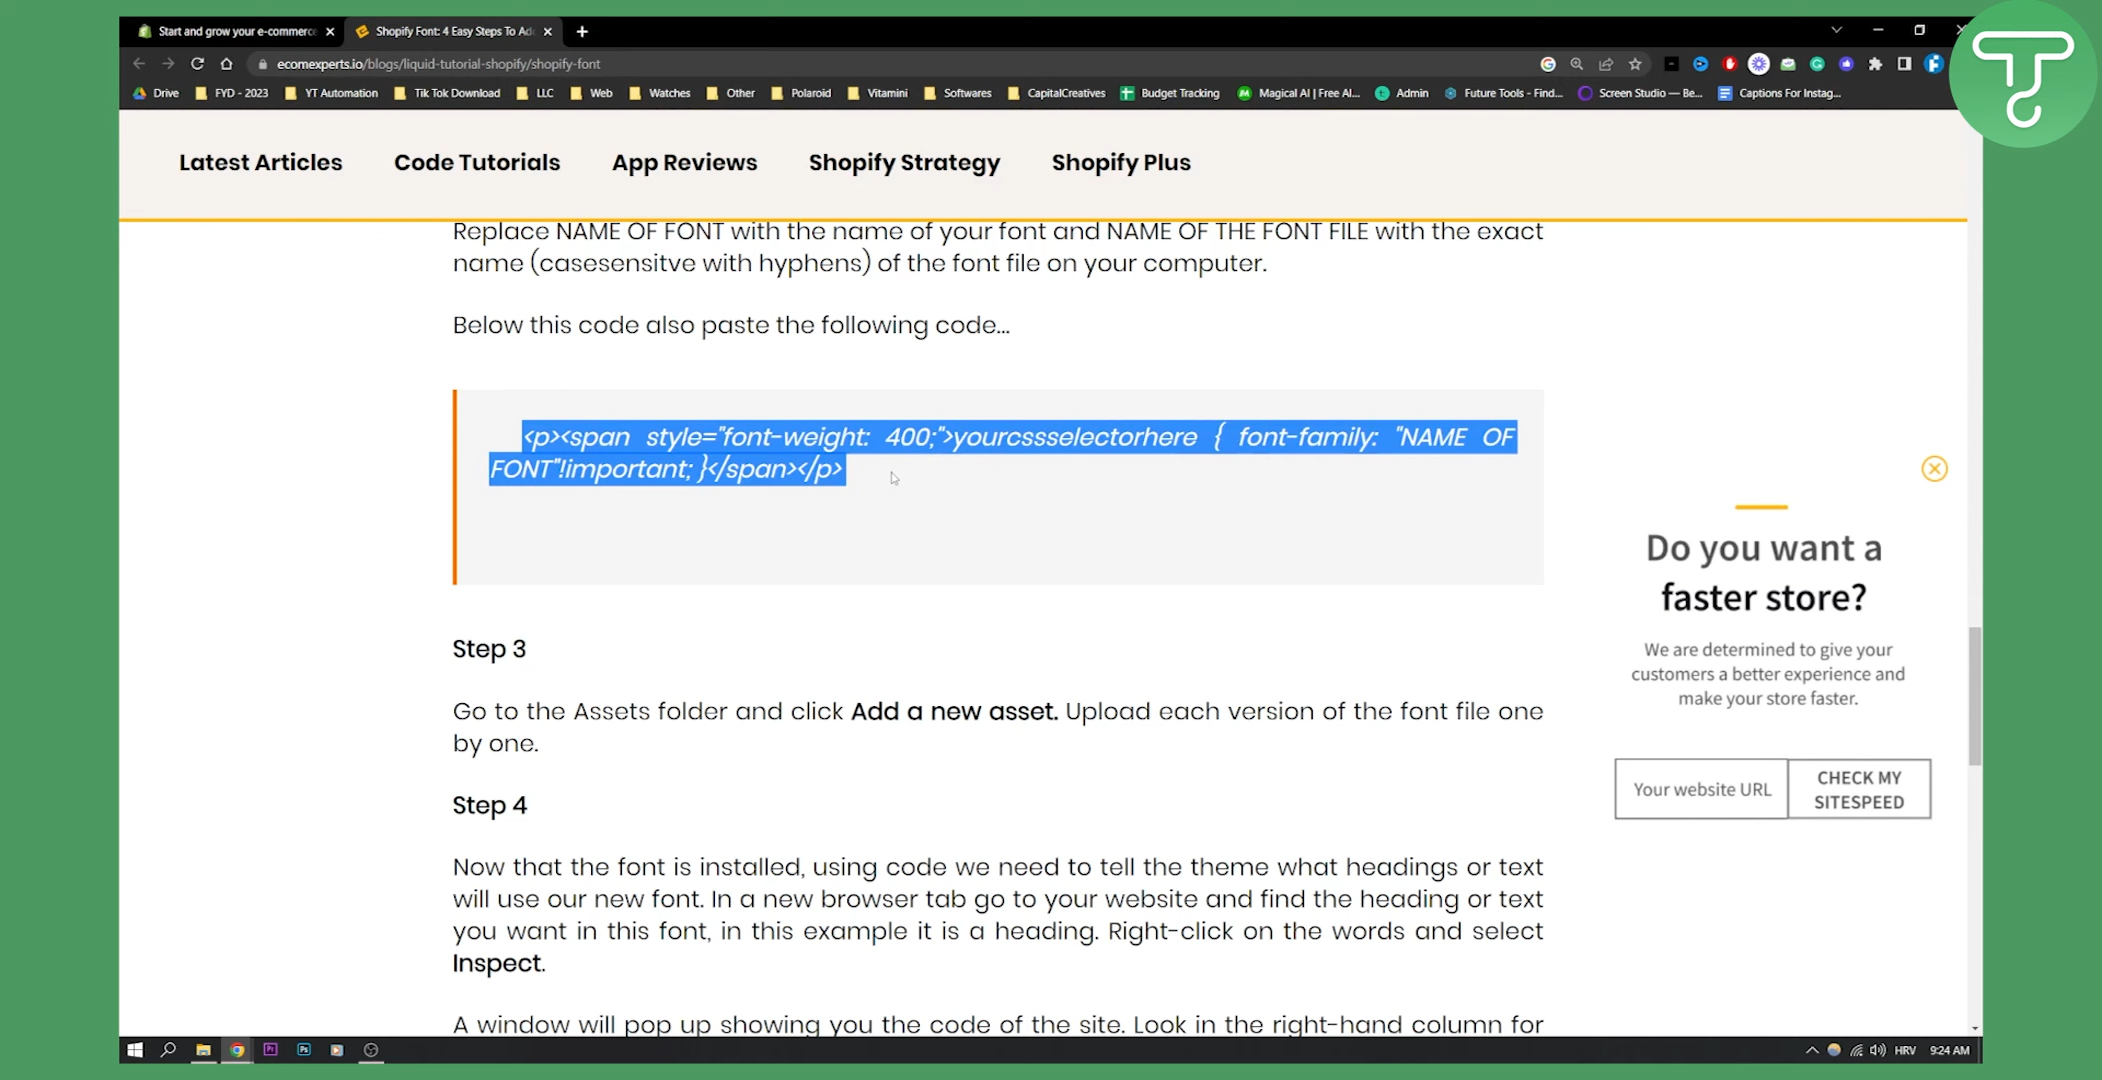 Start and grow your e-commerce
Shopify Font: 4 Easy Steps To Ad
ecomexperts.io/blogs/liquid-tutorial-shopify/shopify-font
Drive FYD - 2023 YT Automation Tik Tok Download LLC Web Watches Other Polaroid Vitamini Softwares CapitalCreatives Budget Tracking Magical AI | Free AI... Admin Future Tools - Find... Screen Studio — Be... Captions For Instag...
Latest Articles Code Tutorials App Reviews Shopify Strategy Shopify Plus
Replace NAME OF FONT with the name of your font and NAME OF THE FONT FILE with the exact
name (casesensitve with hyphens) of the font file on your computer.
Below this code also paste the following code...
<p><span style="font-weight: 400;">yourcssselectorhere { font-family: "NAME OF
FONT"!important; }</span></p>
Step 3
Go to the Assets folder and click Add a new asset. Upload each version of the font file one
by one.
Step 4
Now that the font is installed, using code we need to tell the theme what headings or text
will use our new font. In a new browser tab go to your website and find the heading or text
you want in this font, in this example it is a heading. Right-click on the words and select
Inspect.
A window will pop up showing you the code of the site. Look in the right-hand column for
Do you want a
faster store?
We are determined to give your
customers a better experience and
make your store faster.
Your website URL
CHECK MY
SITESPEED
Pr
Ps
HRV 9:24 AM